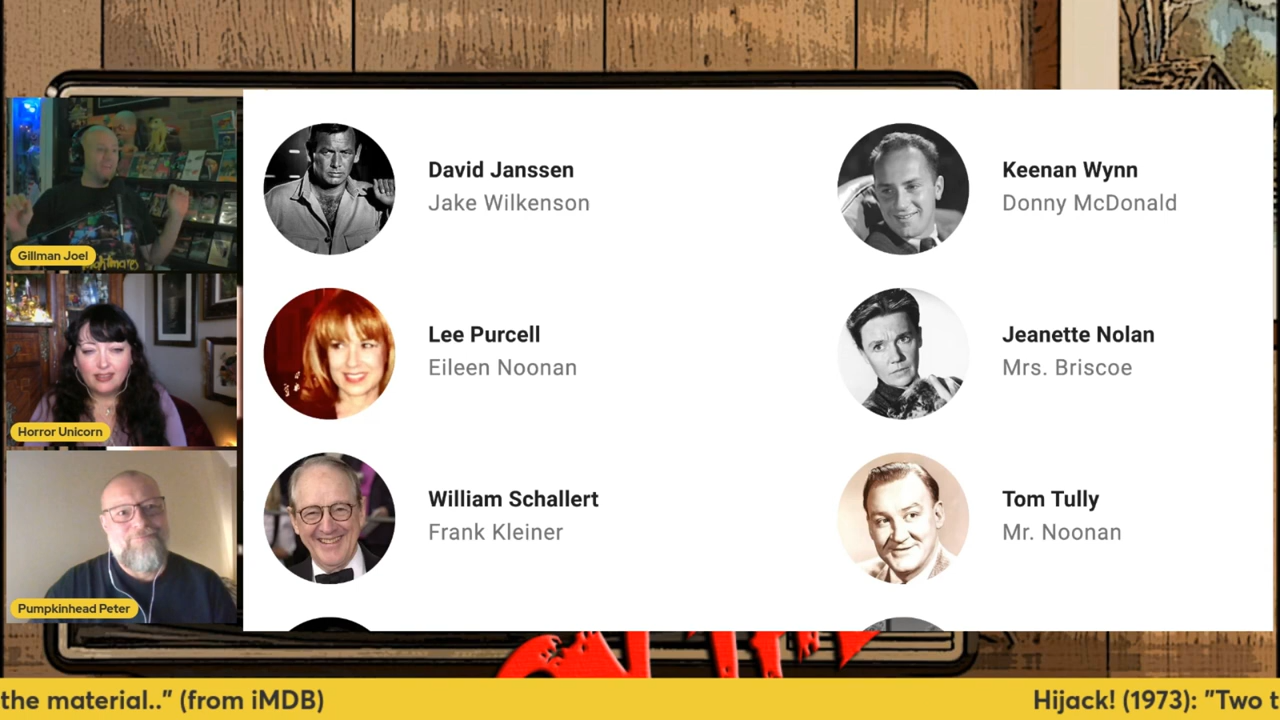 David Janssen
Jake Wilkenson
Keenan Wynn
Donny McDonald
Gillman Joel
Lee Purcell
Eileen Noonan
Jeanette Nolan
Mrs. Briscoe
Horror Unicorn
William Schallert
Frank Kleiner
Tom Tully
Mr. Noonan
Pumpkinhead Peter
the material.." (from iMDB)
Hijack! (1973): "Two t